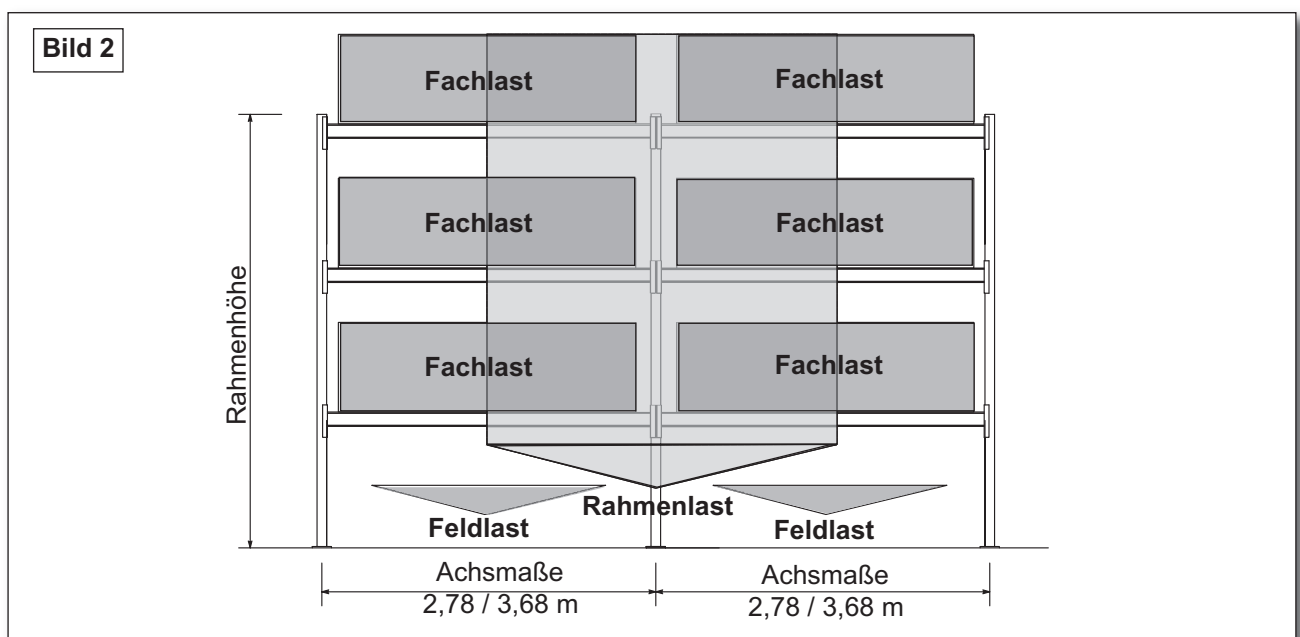 Bild 2
Fachlast
Fachlast
Fachlast
Fachlast
Fachlast
Fachlast
Rahmenhöhe
Rahmenlast
Feldlast
Feldlast
Achsmaße
2,78 / 3,68 m
Achsmaße
2,78 / 3,68 m